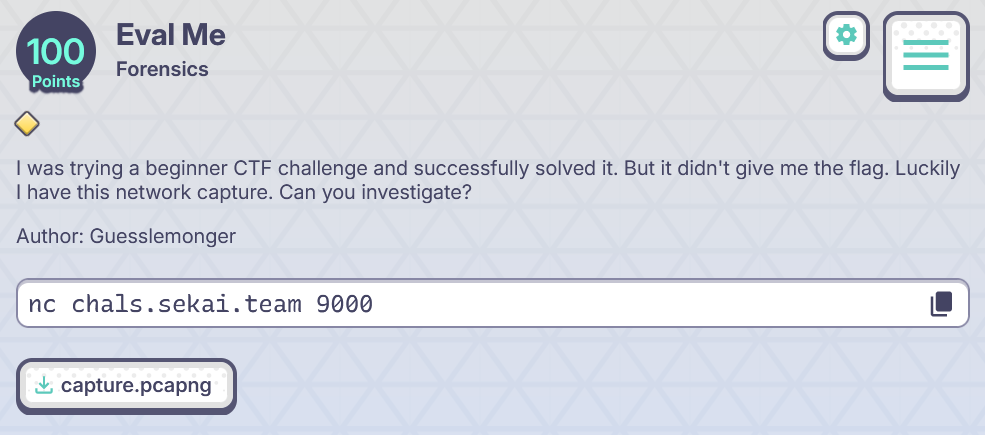 100
Points
Eval Me
Forensics
I was trying a beginner CTF challenge and successfully solved it. But it didn't give me the flag. Luckily
I have this network capture. Can you investigate?
Author: Guesslemonger
nc chals.sekai.team 9000
capture.pcapng